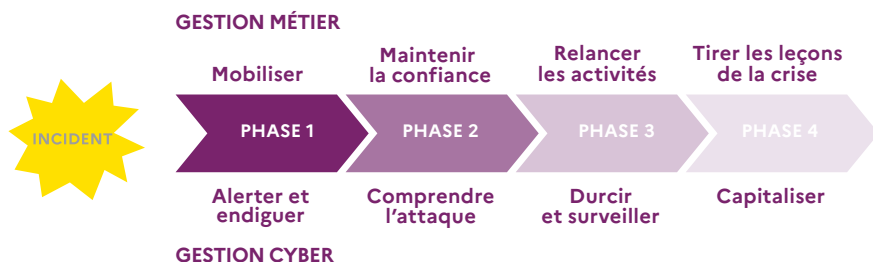 GESTION MÉTIER
Mobiliser
Maintenir
la confiance
Relancer
les activités
Tirer les leçons
de la crise
INCIDENT
PHASE 1
PHASE 2
PHASE 3
PHASE 4
Alerter et
endiguer
Comprendre
l'attaque
Durcir
et surveiller
Capitaliser
GESTION CYBER